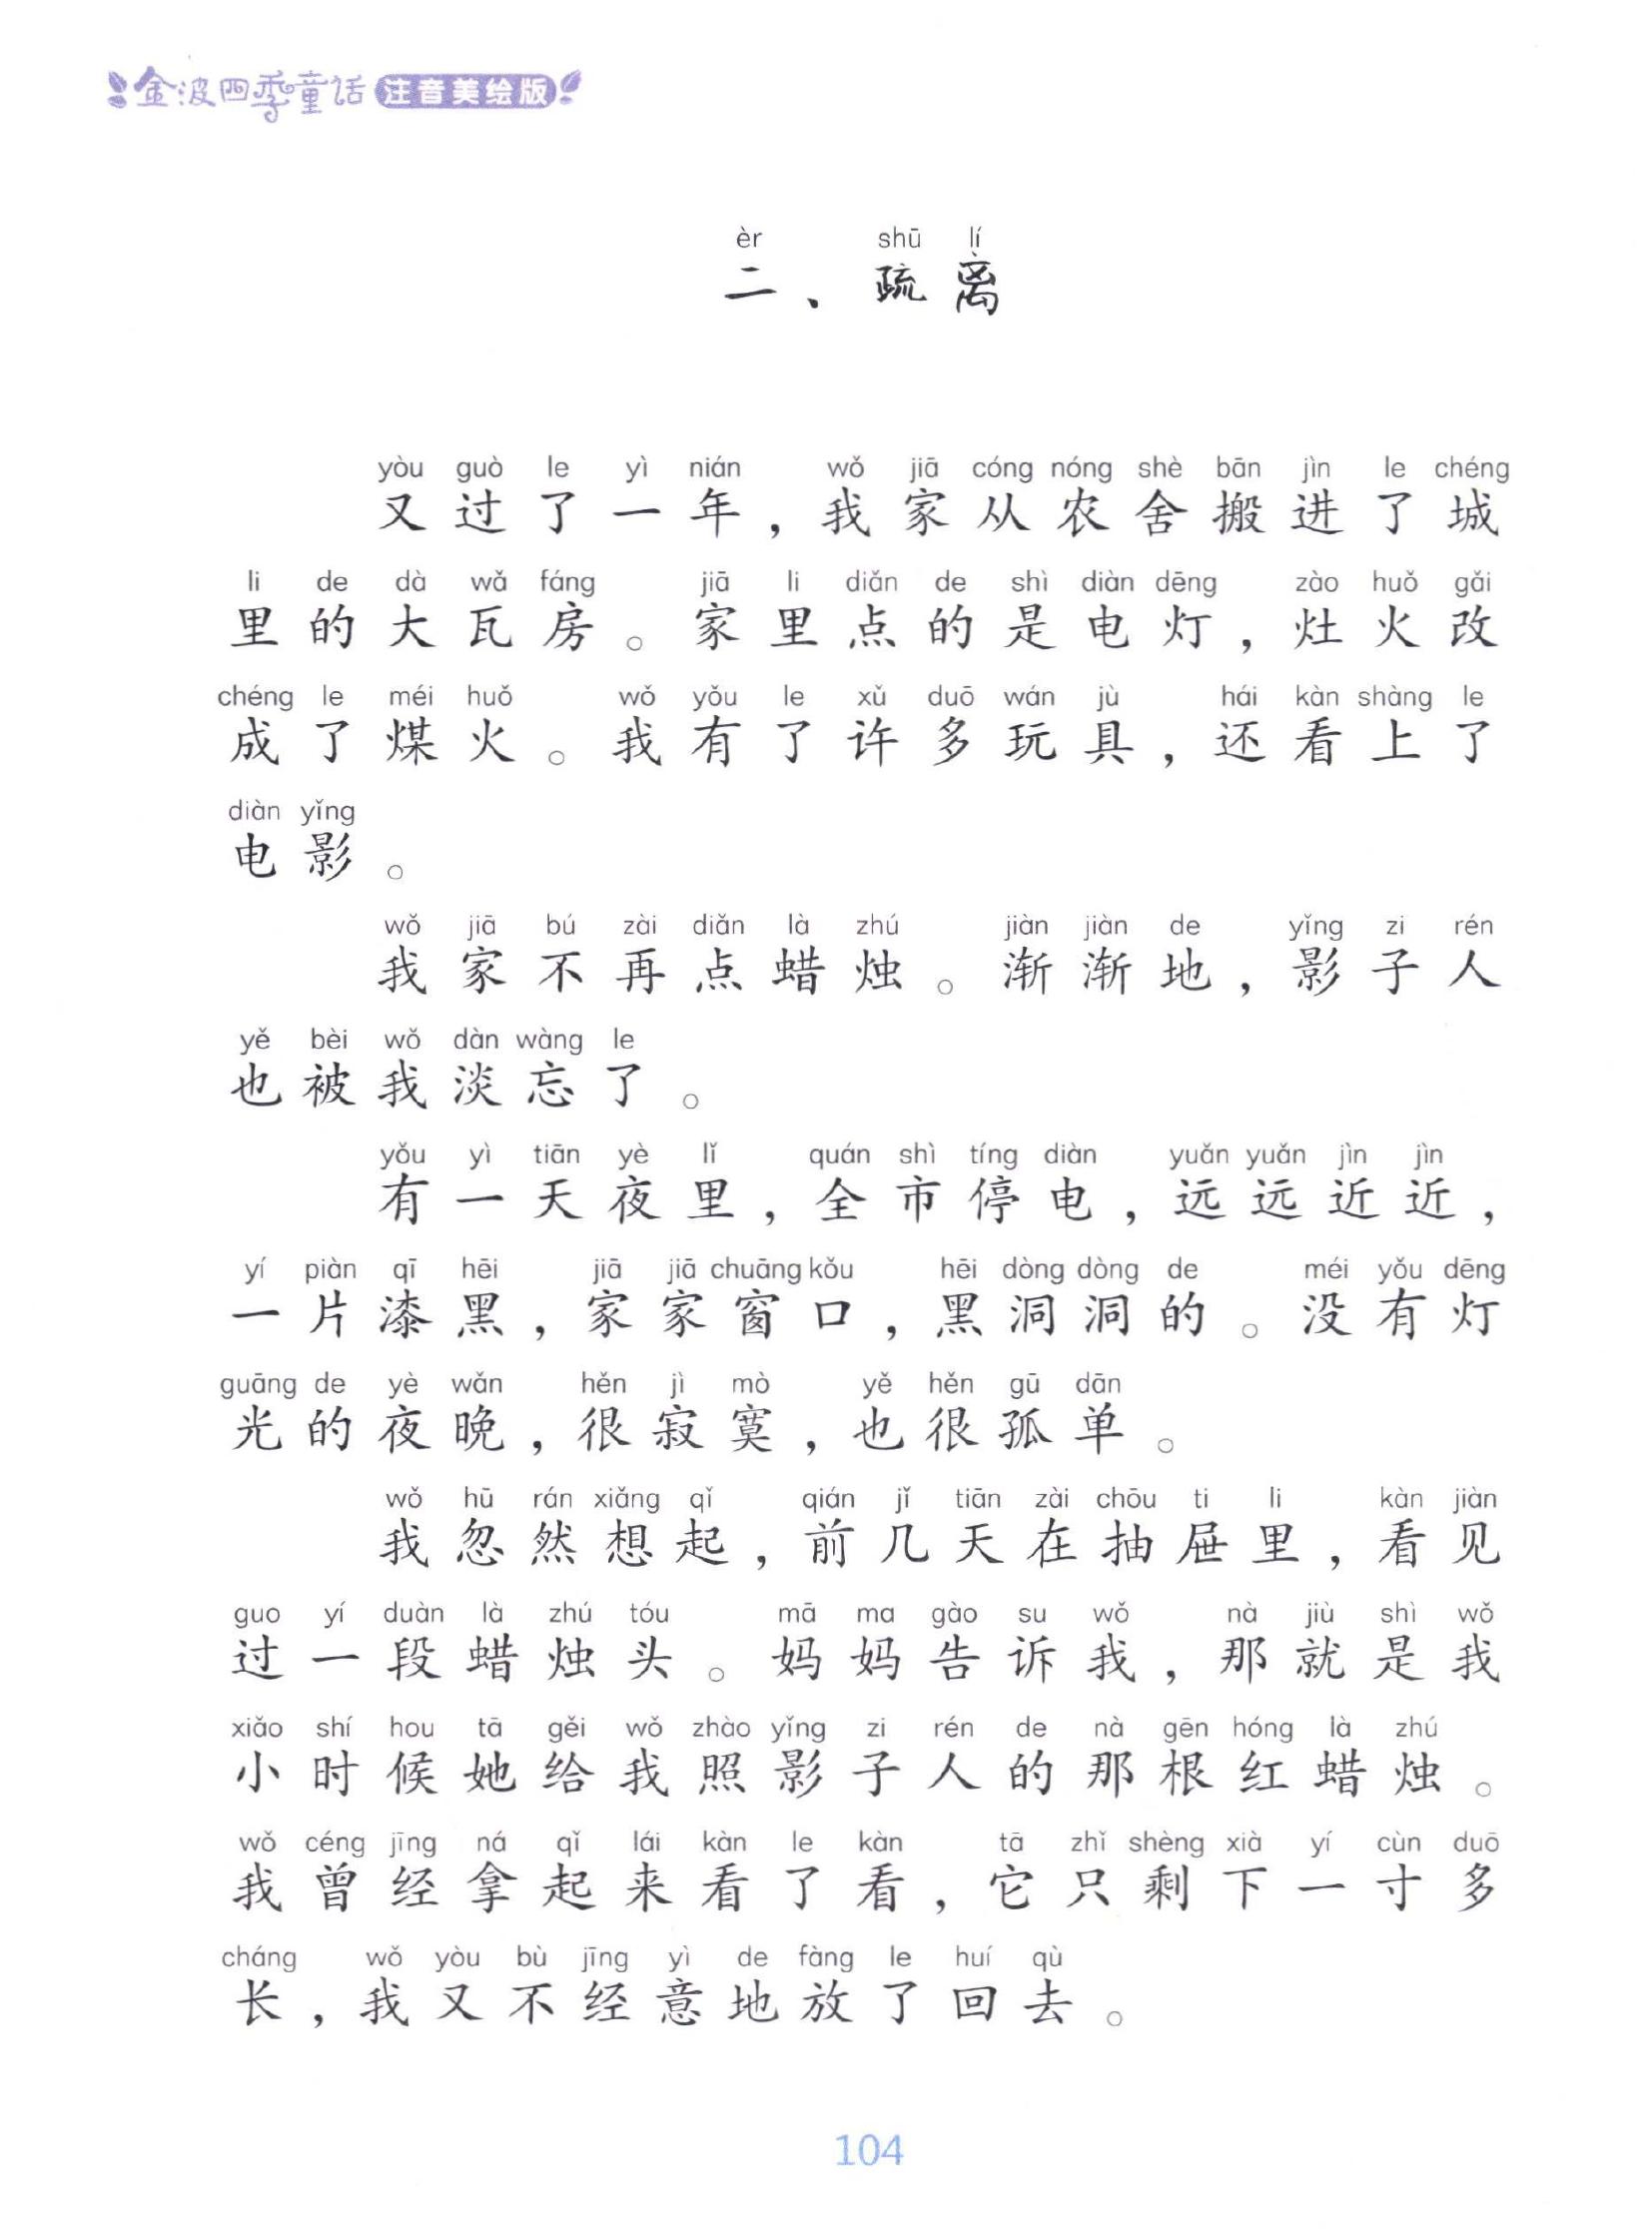 金波四季童话 注音美绘版
èr shū lí
二、疏离
yòu guò le yì nián wǒ jiā cóng nóng shè bān jìn le chéng
又过了一年，我家从农舍搬进了城
li de dà wǎ fáng jiā li diǎn de shì diàn dēng zào huǒ gǎi
里的大瓦房。家里点的是电灯，灶火改
chéng le méi huǒ wǒ yǒu le xǔ duō wán jù hái kàn shàng le
成了煤火。我有了许多玩具，还看上了
diàn yǐng
电影。
wǒ jiā bú zài diǎn là zhú jiàn jiàn de yǐng zi rén
我家不再点蜡烛。渐渐地，影子人
yě bèi wǒ dàn wàng le
也被我淡忘了。
yǒu yì tiān yè lǐ quán shì tíng diàn yuǎn yuǎn jìn jìn
有一天夜里，全市停电，远远近近，
yí piàn qī hēi jiā jiā chuāng kǒu hēi dòng dòng de méi yǒu dēng
一片漆黑，家家窗口，黑洞洞的。没有灯
guāng de yè wǎn hěn jì mò yě hěn gū dān
光的夜晚，很寂寞，也很孤单。
wǒ hū rán xiǎng qǐ qián jǐ tiān zài chōu ti li kàn jiàn
我忽然想起，前几天在抽屉里，看见
guo yí duàn là zhú tóu mā ma gào su wǒ nà jiù shì wǒ
过一段蜡烛头。妈妈告诉我，那就是我
xiǎo shí hou tā gěi wǒ zhào yǐng zi rén de nà gēn hóng là zhú
小时候她给我照影子人的那根红蜡烛。
wǒ céng jīng ná qǐ lái kàn le kàn tā zhǐ shèng xià yí cùn duō
我曾经拿起来看了看，它只剩下一寸多
cháng wǒ yòu bù jīng yì de fàng le huí qù
长，我又不经意地放了回去。
104